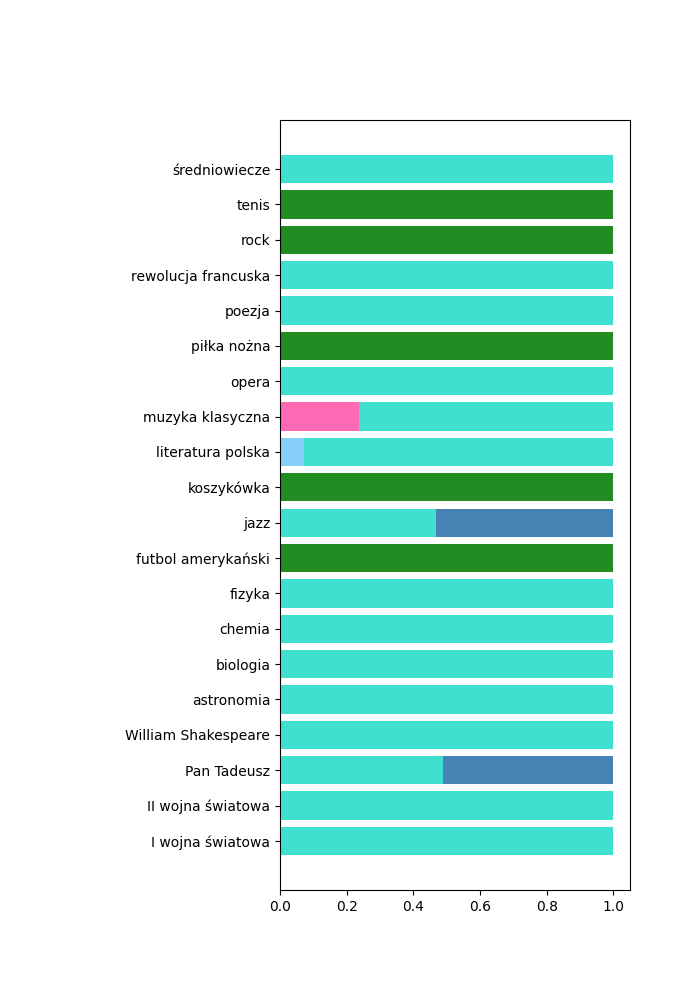 średniowiecze
tenis
rock
rewolucja francuska
poezja
piłka nożna
opera
muzyka klasyczna
literatura polska
koszykówka
jazz
futbol amerykański
fizyka
chemia
biologia
astronomia
William Shakespeare
Pan Tadeusz
II wojna światowa
I wojna światowa
0.0 0.2 0.4 0.6 0.8 1.0